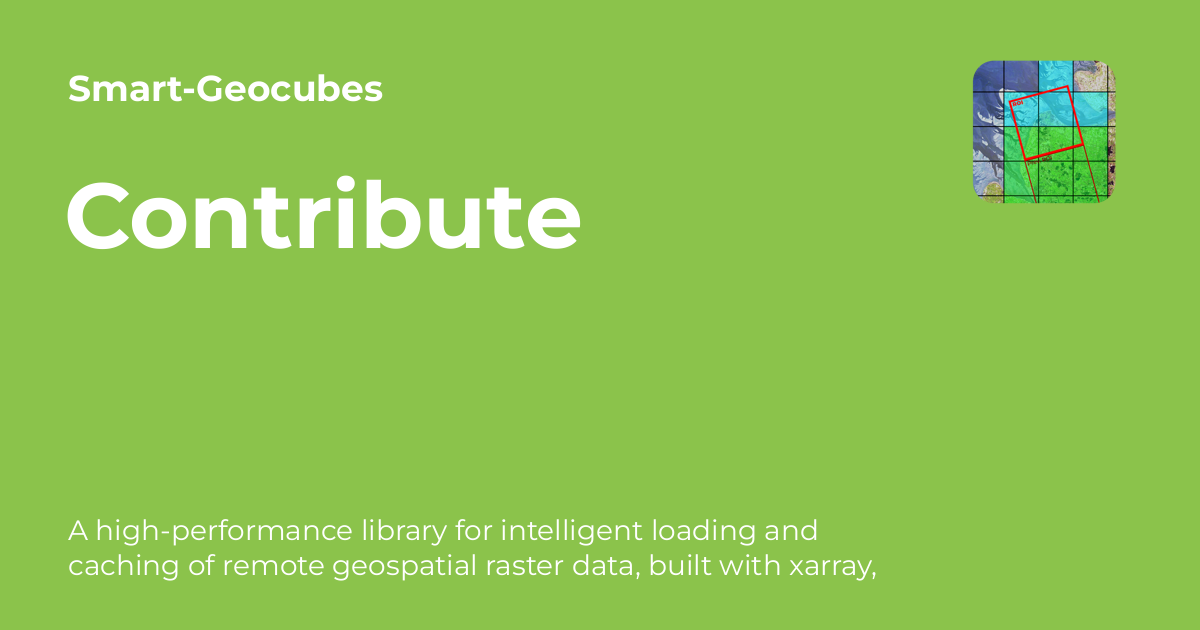 Smart-Geocubes
Contribute
A high-performance library for intelligent loading and
caching of remote geospatial raster data, built with xarray,